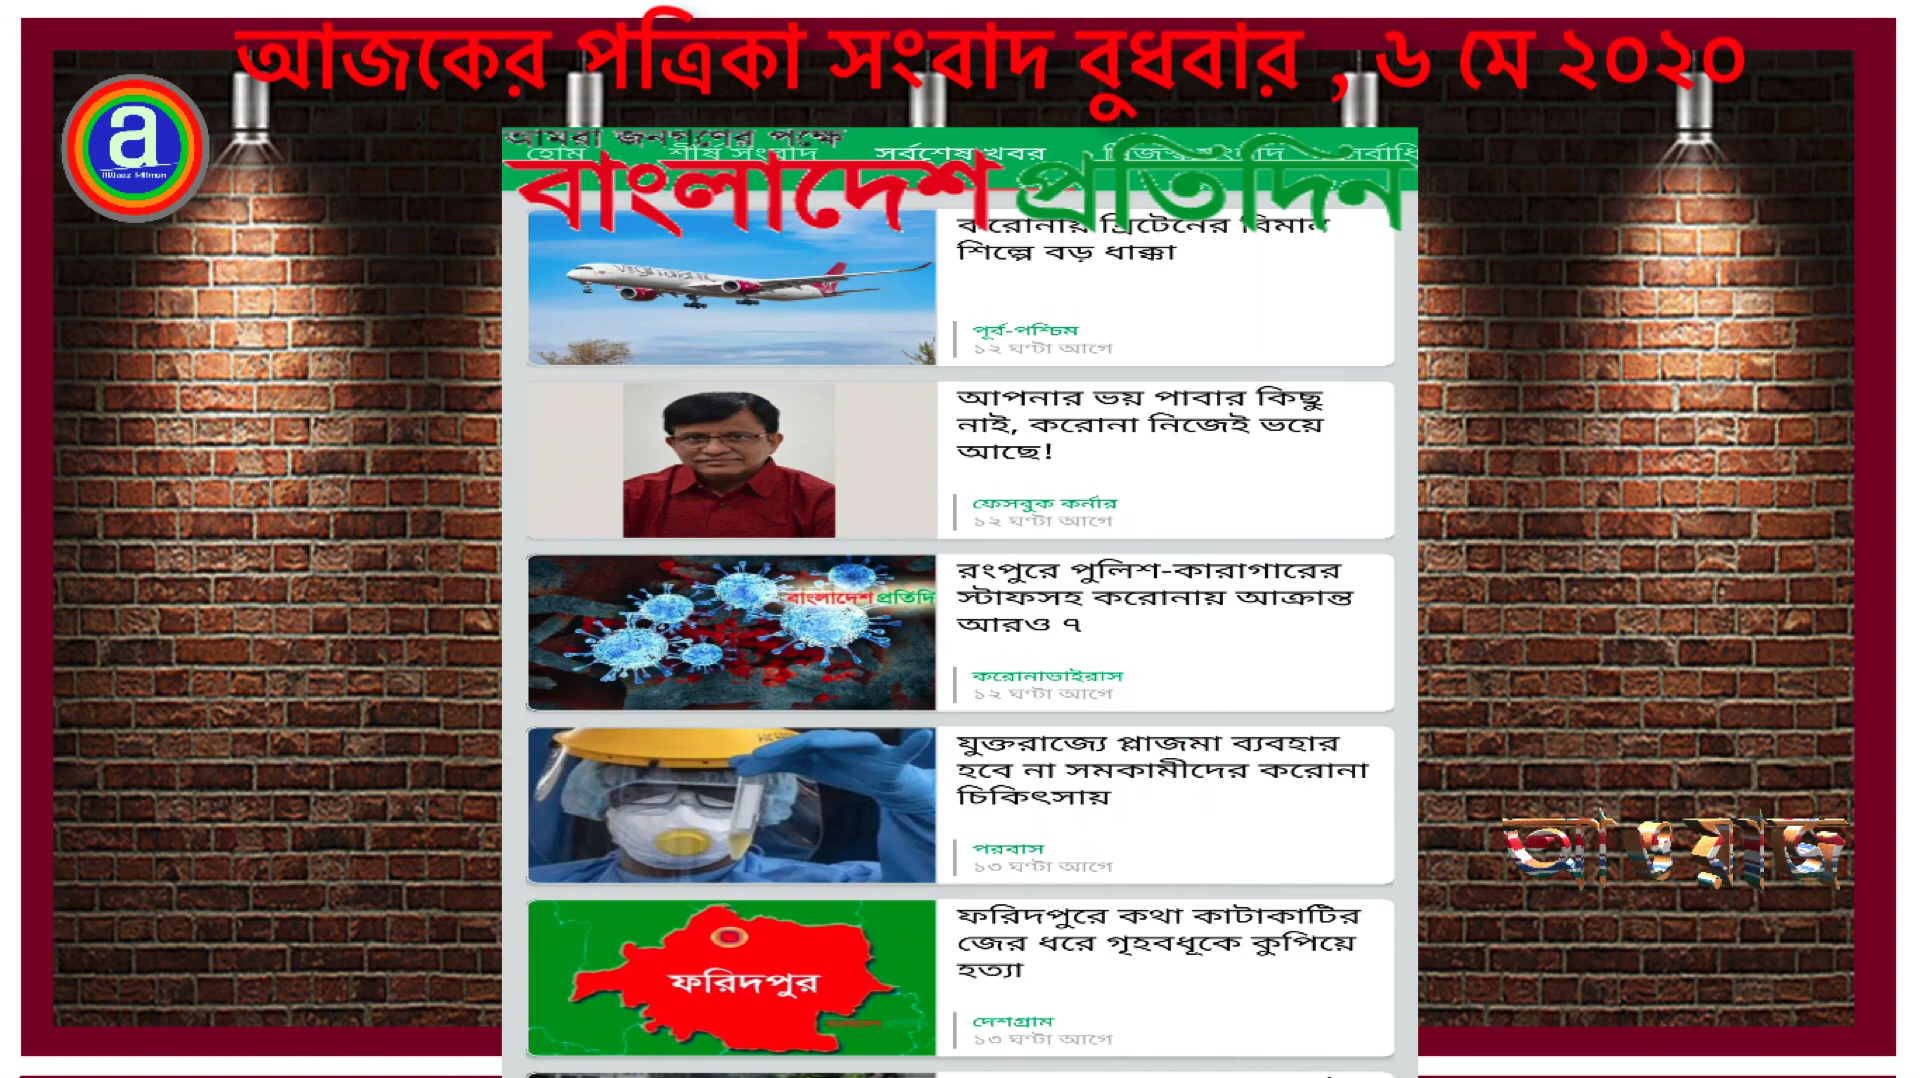 আজকের পত্রিকা সংবাদ বুধবার , ৬ মে ২০২০
a
আমরা জনগণের পক্ষে
হোম শীর্ষ সংবাদ সর্বশেষ খবর
বাংলাদেশ প্রতিদিন
করোনায় ব্রিটেনের বিমান
শিল্পে বড় ধাক্কা
পূর্ব-পশ্চিম
১২ ঘণ্টা আগে
আপনার ভয় পাবার কিছু
নাই, করোনা নিজেই ভয়ে
আছে!
ফেসবুক কর্নার
১২ ঘণ্টা আগে
রংপুরে পুলিশ-কারাগারের
স্টাফসহ করোনায় আক্রান্ত
আরও ৭
বাংলাদেশ প্রতিদি
করোনাভাইরাস
১২ ঘণ্টা আগে
যুক্তরাজ্যে প্লাজমা ব্যবহার
হবে না সমকামীদের করোনা
চিকিৎসায়
পরবাস
১৩ ঘণ্টা আগে
আওয়াজ
ফরিদপুরে কথা কাটাকাটির
জের ধরে গৃহবধূকে কুপিয়ে
হত্যা
ফরিদপুর
দেশগ্রাম
১৩ ঘণ্টা আগে